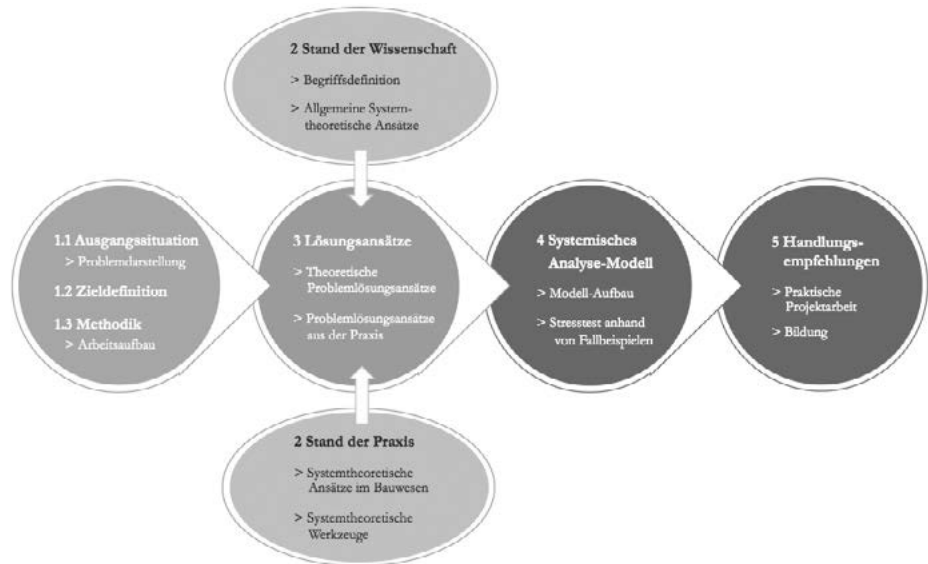 2 Stand der Wissenschaft
> Begriffsdefinition
> Allgemeine System-
theoretische Ansätze
1.1 Ausgangssituation
> Problemdarstellung
1.2 Zieldefinition
1.3 Methodik
> Arbeitsaufbau
3 Lösungsansätze
> Theoretische
Problemlösungsansätze
> Problemlösungsansätze
aus der Praxis
4 Systemisches
Analyse-Modell
> Modell-Aufbau
> Stresstest anhand
von Fallbeispielen
5 Handlungs-
empfehlungen
> Praktische
Projektarbeit
> Bildung
2 Stand der Praxis
> Systemtheoretische
Ansätze im Bauwesen
> Systemtheoretische
Werkzeuge